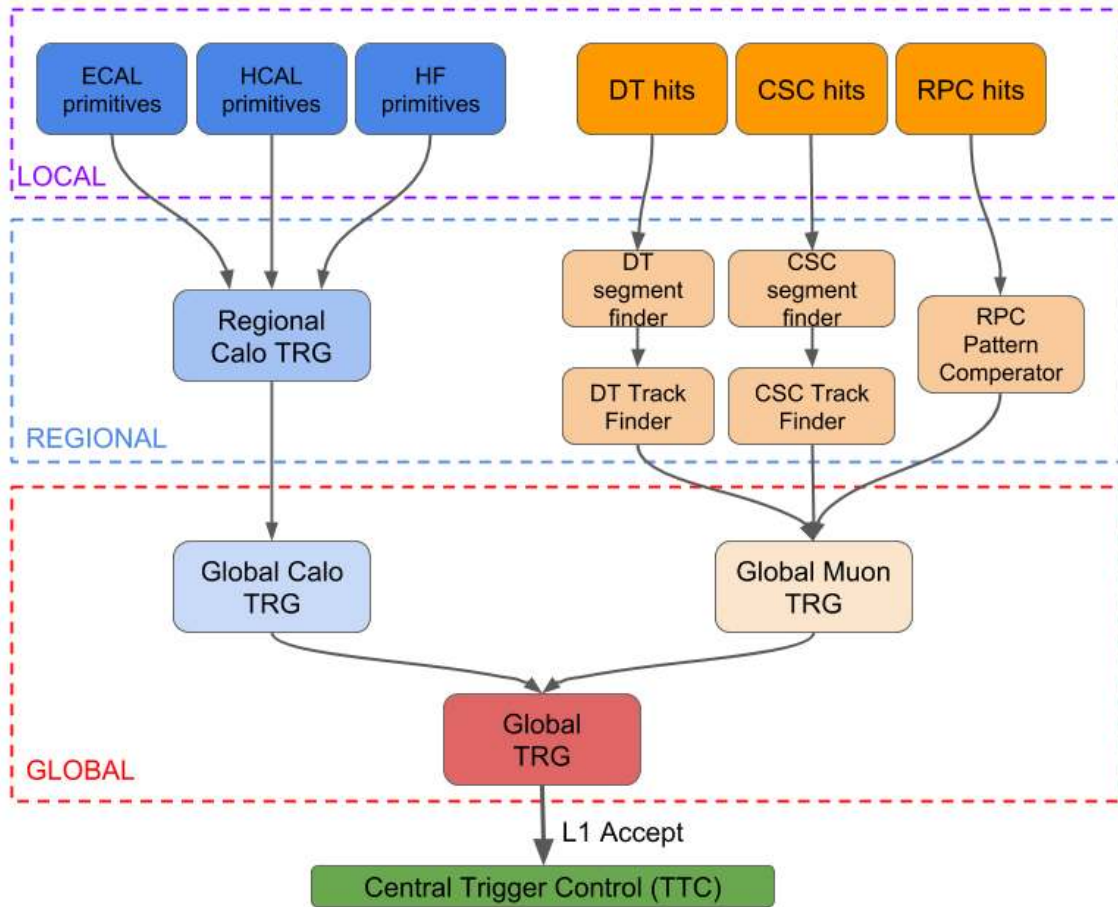 ECAL
primitives
HCAL
primitives
HF
primitives
DT hits
CSC hits
RPC hits
LOCAL
DT
segment
finder
CSC
segment
finder
Regional
Calo TRG
RPC
Pattern
Comperator
DT Track
Finder
CSC Track
Finder
REGIONAL
Global Calo
TRG
Global Muon
TRG
Global
TRG
GLOBAL
L1 Accept
Central Trigger Control (TTC)